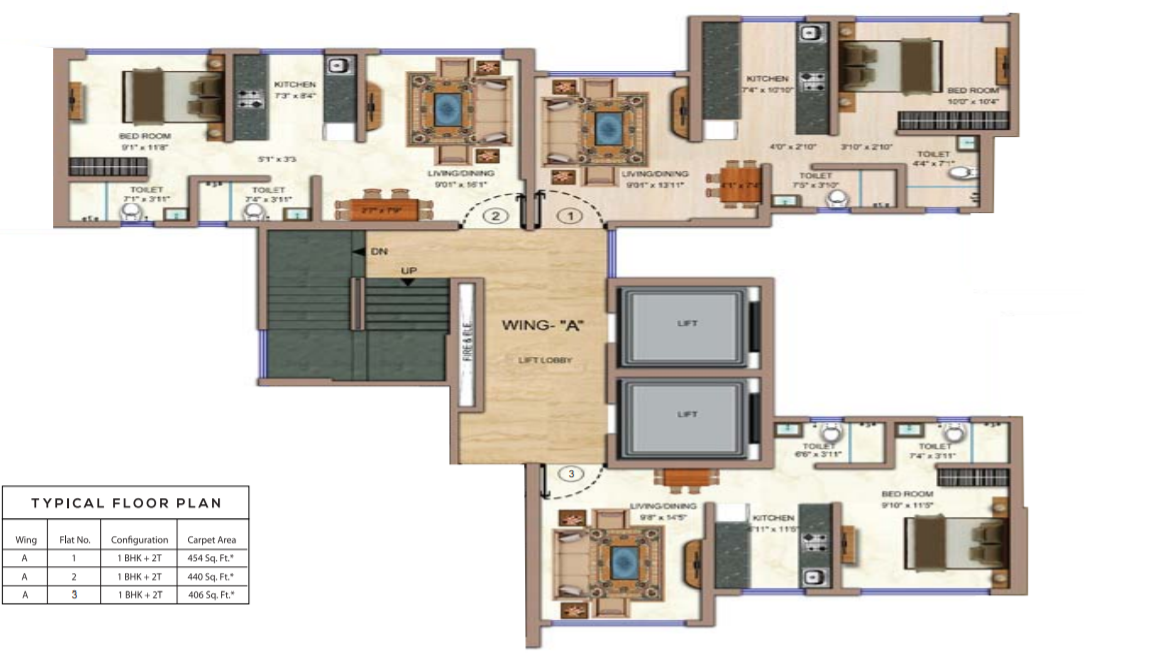 KITCHEN
7'3" x 8'4"
BED ROOM
9'1" x 11'8"
5'1" x 3'3
LIVING/DINING
9'01" x 16'1"
TOILET
7'1" x 3'11"
TOILET
7'4" x 3'11"
2'7" x 7'9"
2
1
KITCHEN
7'4" x 10'10"
BED ROOM
10'0" x 10'4"
4'0" x 2'10"
3'10" x 2'10"
TOILET
4'4" x 7'1"
LIVING/DINING
9'01" x 13'11"
4'1" x 7'4"
TOILET
7'5" x 3'10"
DN
UP
WING- "A"
LIFT LOBBY
FIRE & ELE.
LIFT
LIFT
3
TOILET
6'6" x 3'11"
TOILET
7'4" x 3'11"
LIVING/DINING
9'8" x 14'5"
KITCHEN
BED ROOM
9'10" x 11'5"
TYPICAL FLOOR PLAN
Wing Flat No. Configuration Carpet Area
A 1 1 BHK + 2T 454 Sq. Ft.*
A 2 1 BHK + 2T 440 Sq. Ft.*
A 3 1 BHK + 2T 406 Sq. Ft.*